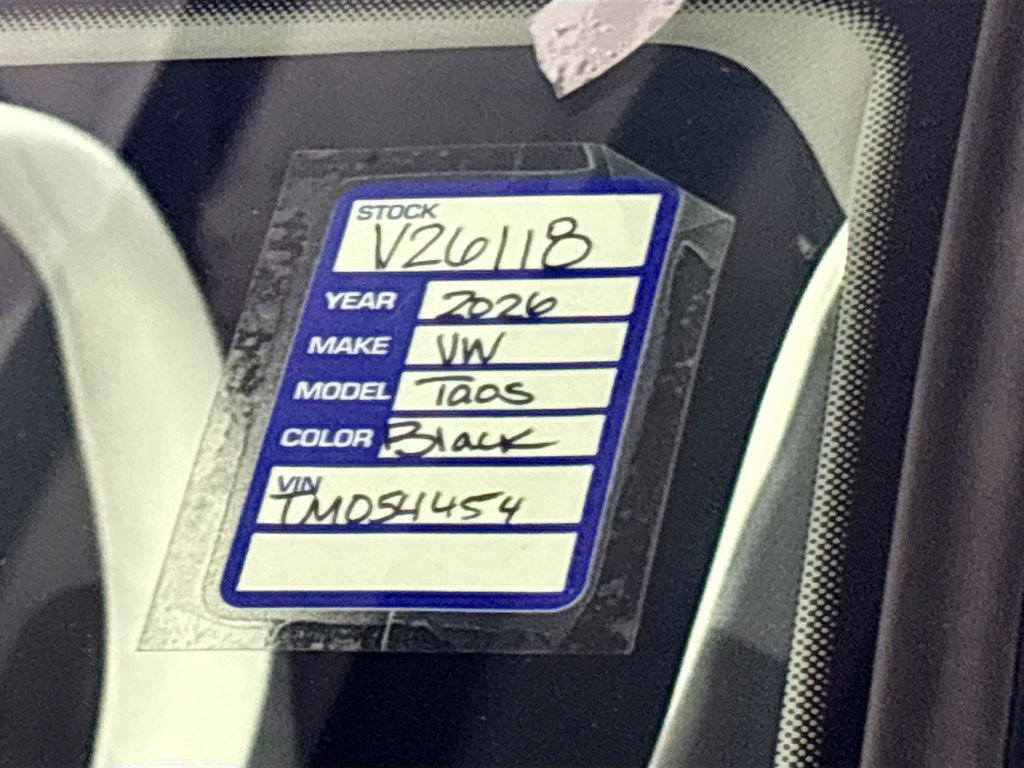 STOCK
V26118
YEAR 2026
MAKE VW
MODEL Taos
COLOR Black
VIN
TM054454